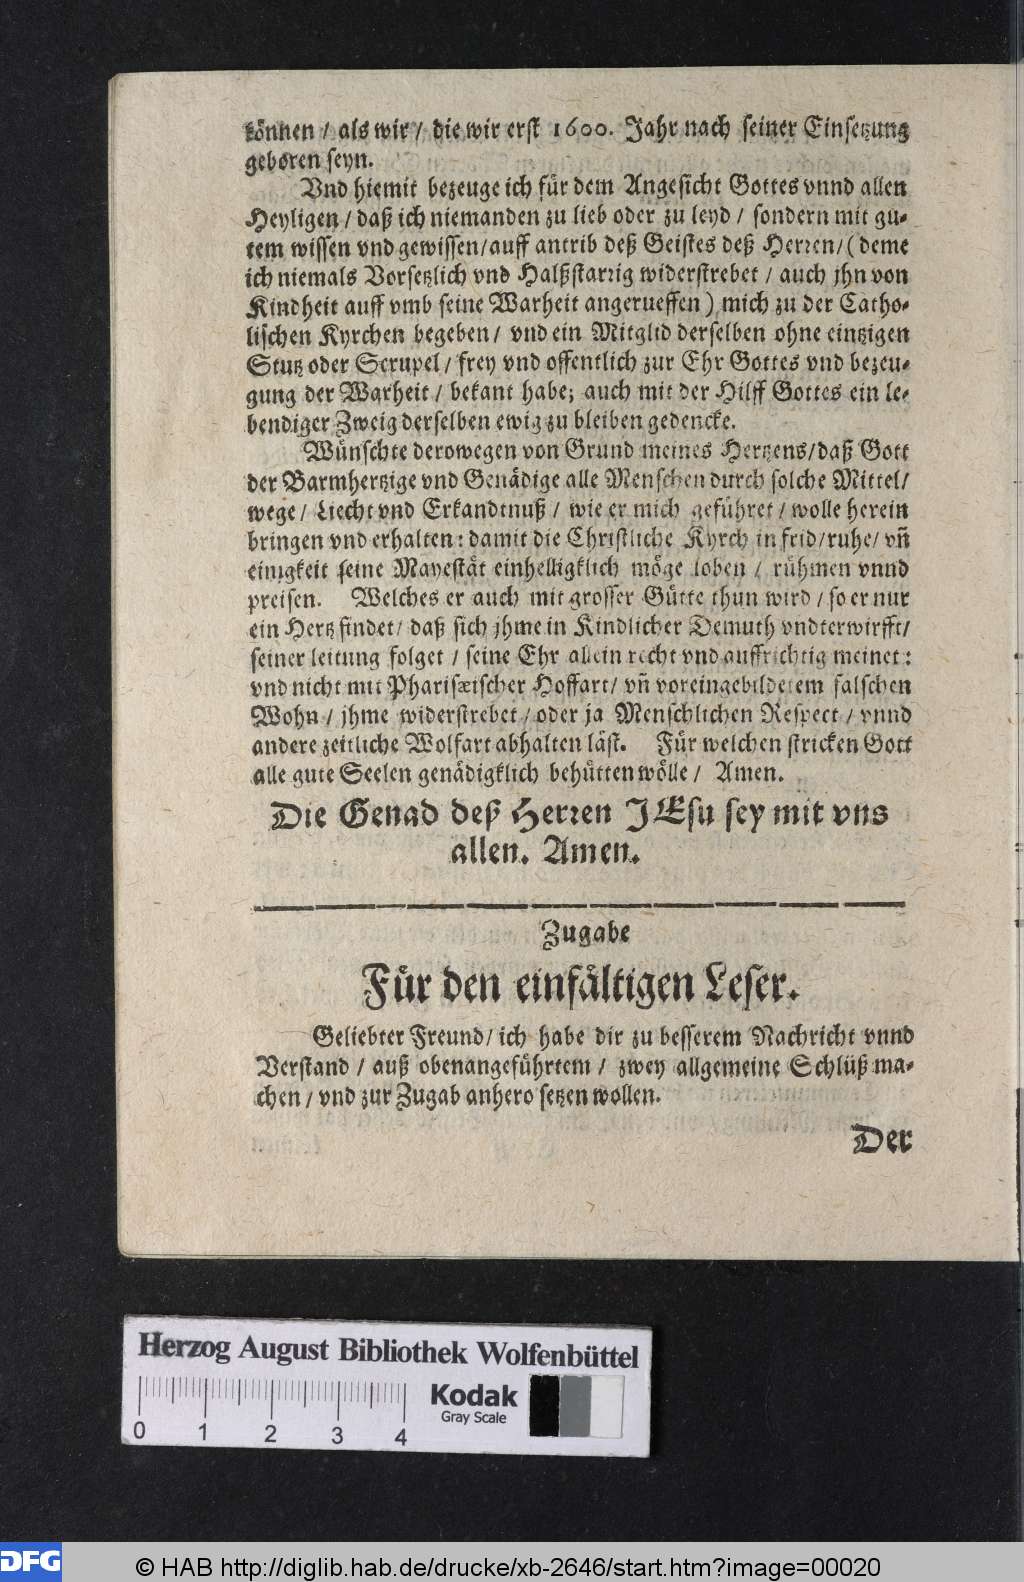 können / als wir / die wir erst 1600. Jahr nach seiner Einsetzung
geboren seyn.
Vnd hiemit bezeuge ich für dem Angesicht Gottes vnnd allen
Heyligen / daß ich niemanden zu lieb oder zu leyd / sondern mit gu-
tem wissen vnd gewissen/auff antrib deß Geistes deß Herren/( deme
ich niemals Vorsetzlich vnd Halßstarrig widerstrebet / auch jhn von
Kindheit auff vmb seine Warheit angerueffen ) mich zu der Catho-
lischen Kyrchen begeben/ vnd ein Mitglid derselben ohne eintzigen
Stutz oder Scrupel / frey vnd offentlich zur Ehr Gottes vnd bezeu-
gung der Warheit / bekant habe; auch mit der Hilff Gottes ein le-
bendiger Zweig derselben ewig zu bleiben gedencke.
Wünschte derowegen von Grund meines Hertzens/daß Gott
der Barmhertzige vnd Genädige alle Menschen durch solche Mittel/
wege / Liecht vnd Erkandtnuß / wie er mich geführet / wolle herein
bringen vnd erhalten: damit die Christliche Kyrch in frid/ruhe/ vñ
einigkeit seine Mayestät einhelligklich möge loben / rühmen vnnd
preisen. Welches er auch mit grosser Gütte thun wird / so er nur
ein Hertz findet/ daß sich jhme in Kindlicher Demuth vndterwirfft/
seiner leitung folget / seine Ehr allein recht vnd auffrichtig meinet:
vnd nicht mit Pharisæischer Hoffart/ vñ voreingebildetem falschen
Wohn / jhme widerstrebet / oder ja Menschlichen Respect / vnnd
andere zeitliche Wolfart abhalten läst. Für welchen stricken Gott
alle gute Seelen genädigklich behütten wölle / Amen.
Die Genad deß Herren JEsu sey mit vns
allen. Amen.
Zugabe
Für den einfältigen Leser.
Geliebter Freund/ ich habe dir zu besserem Nachricht vnnd
Verstand / auß obenangeführtem / zwey allgemeine Schlüß ma-
chen / vnd zur Zugab anhero setzen wollen.
Der
Herzog August Bibliothek Wolfenbüttel
Kodak
Gray Scale
0 1 2 3 4
DFG
© HAB http://diglib.hab.de/drucke/xb-2646/start.htm?image=00020